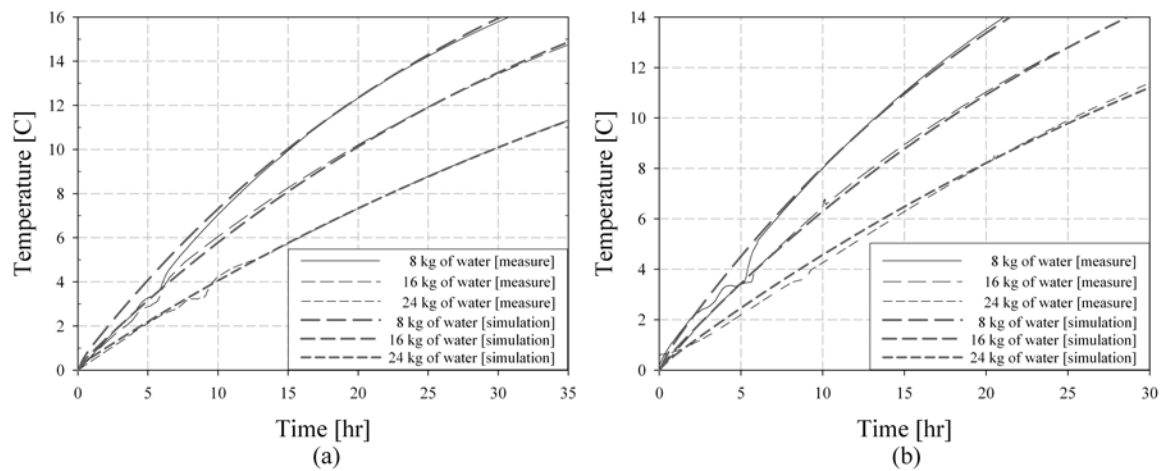 16
14
12
10
8
6
4
2
0
Temperature [C]
8 kg of water [measure]
16 kg of water [measure]
24 kg of water [measure]
8 kg of water [simulation]
16 kg of water [simulation]
24 kg of water [simulation]
0 5 10 15 20 25 30 35
Time [hr]
(a)
14
12
10
8
6
4
2
0
Temperature [C]
8 kg of water [measure]
16 kg of water [measure]
24 kg of water [measure]
8 kg of water [simulation]
16 kg of water [simulation]
24 kg of water [simulation]
0 5 10 15 20 25 30
Time [hr]
(b)